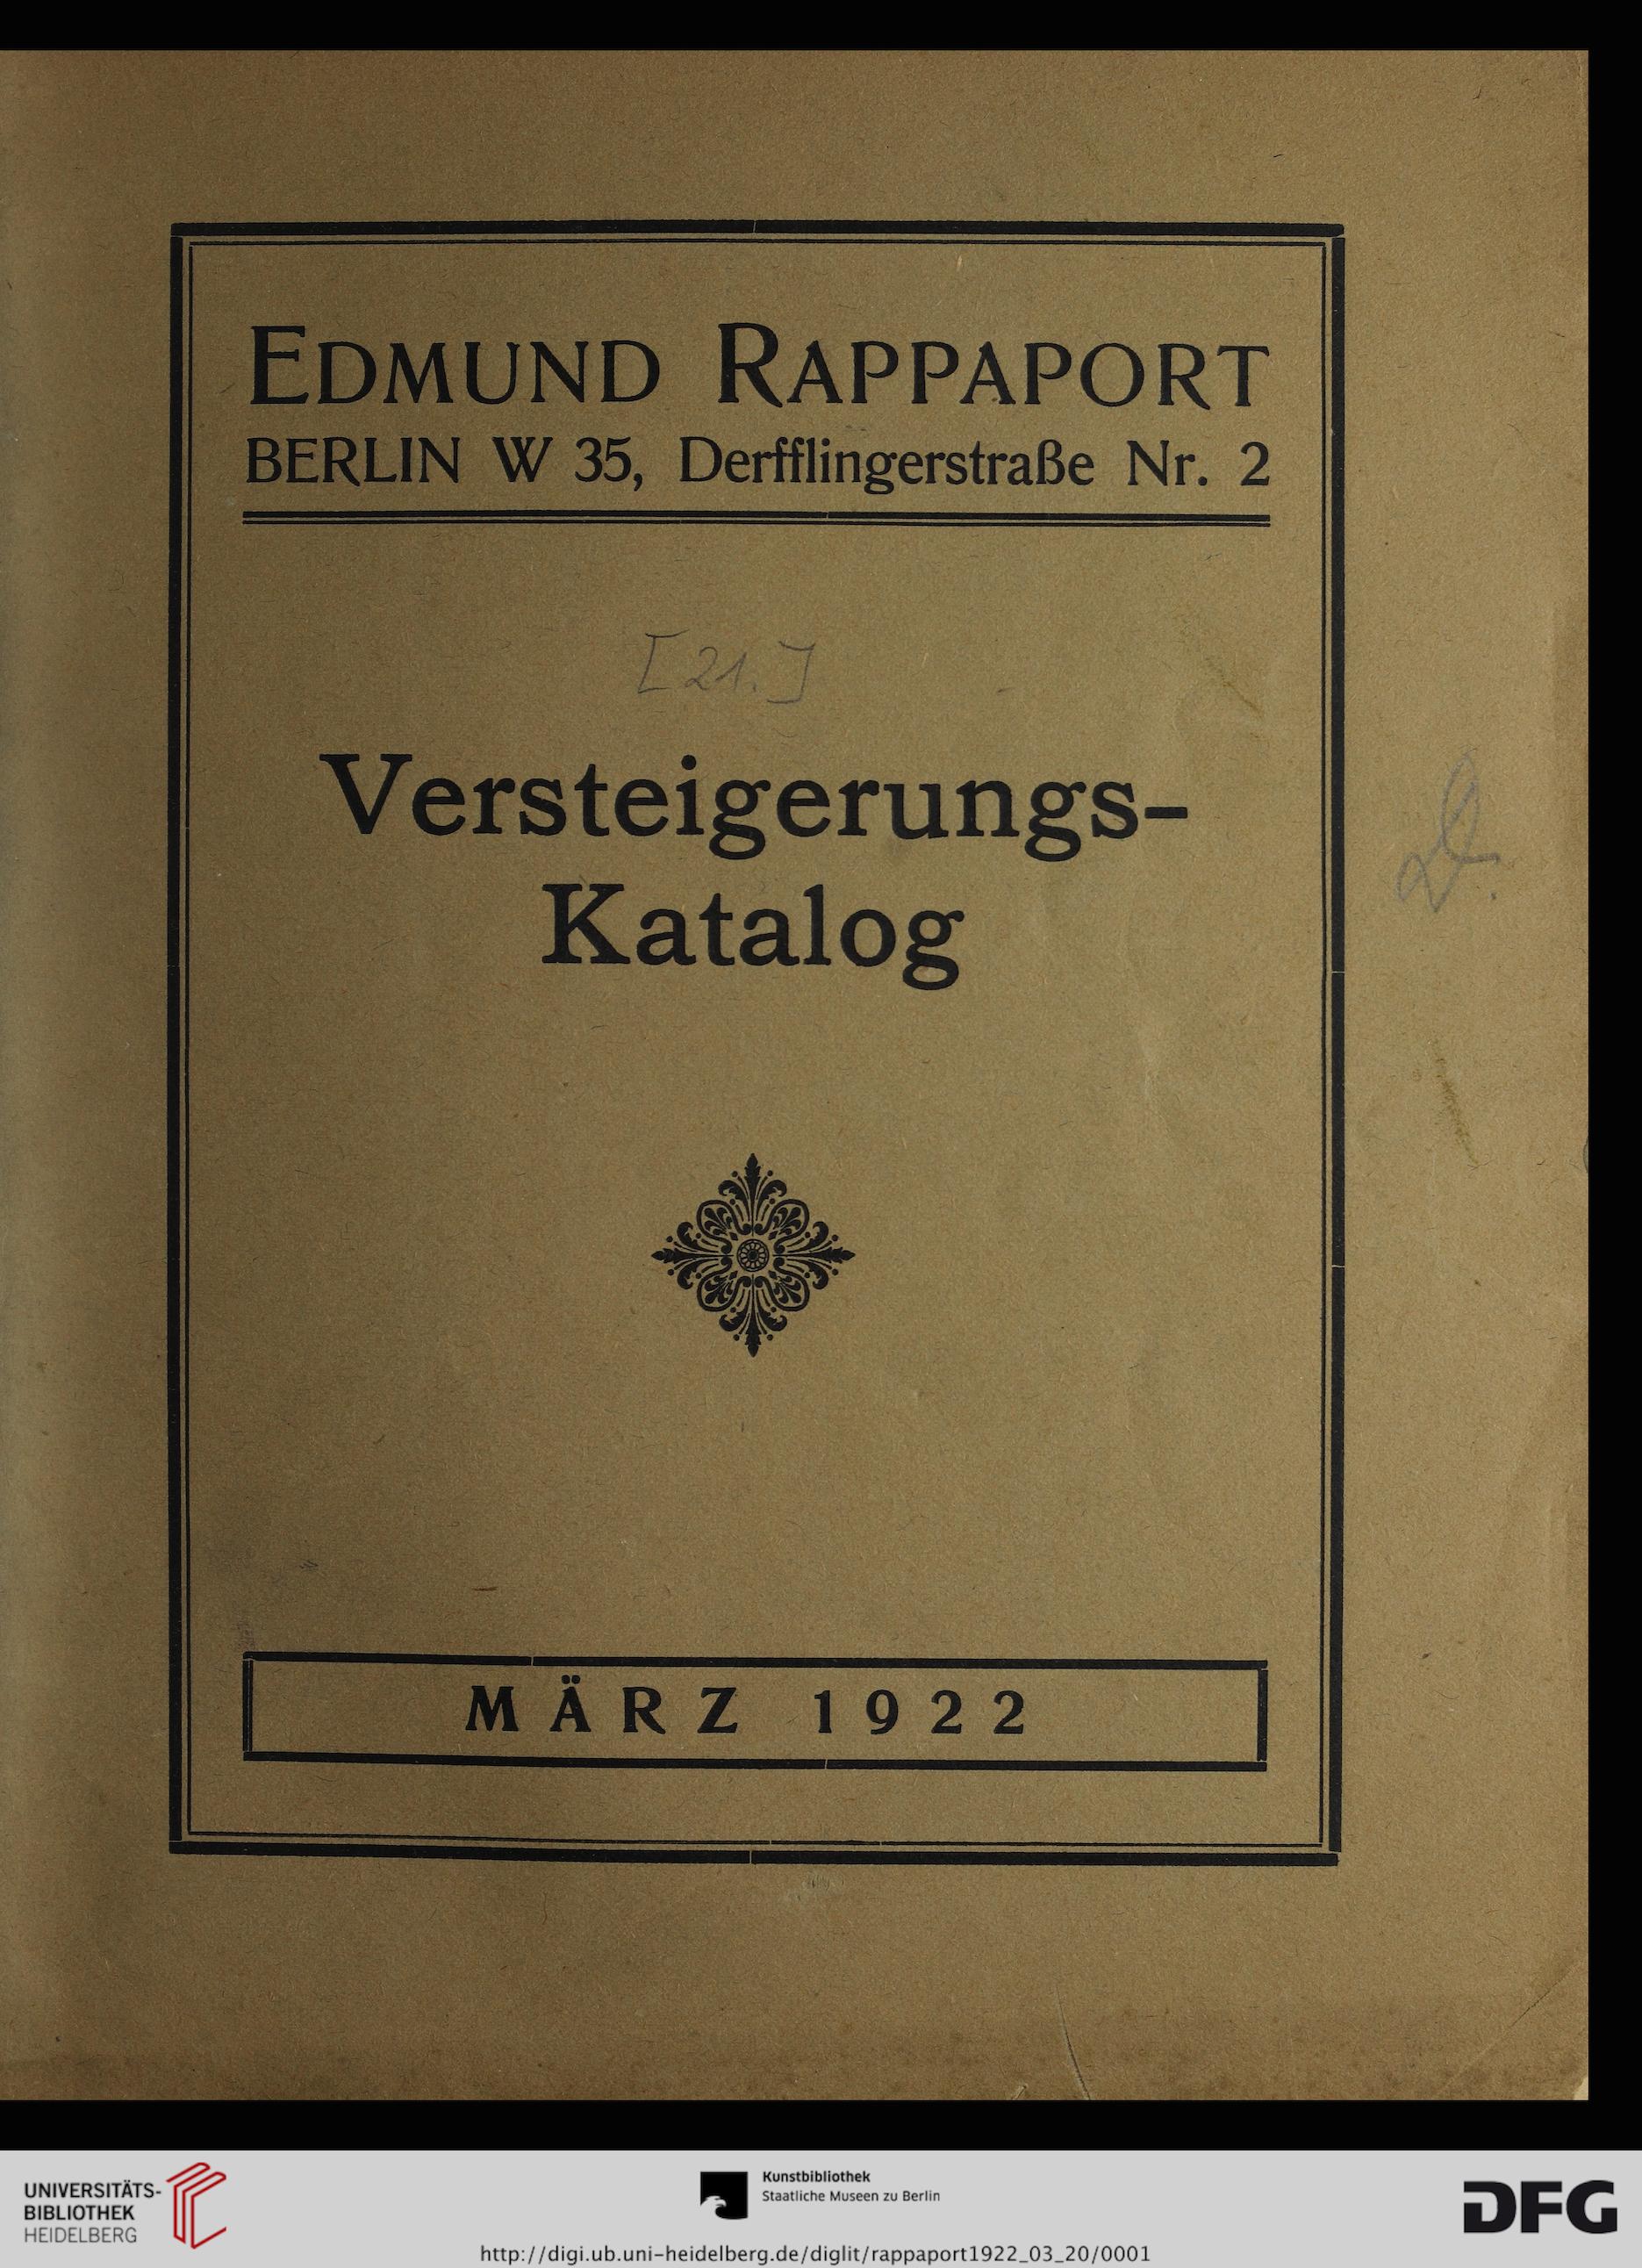 EDMUND RAPPAPORT
BERLIN W 35, Derfflingerstraße Nr. 2
[21.]
Versteigerungs-
Katalog
MÄRZ 1922
UNIVERSITÄTS-
BIBLIOTHEK
HEIDELBERG
Kunstbibliothek
Staatliche Museen zu Berlin
DFG
http://digi.ub.uni-heidelberg.de/diglit/rappaport1922_03_20/0001